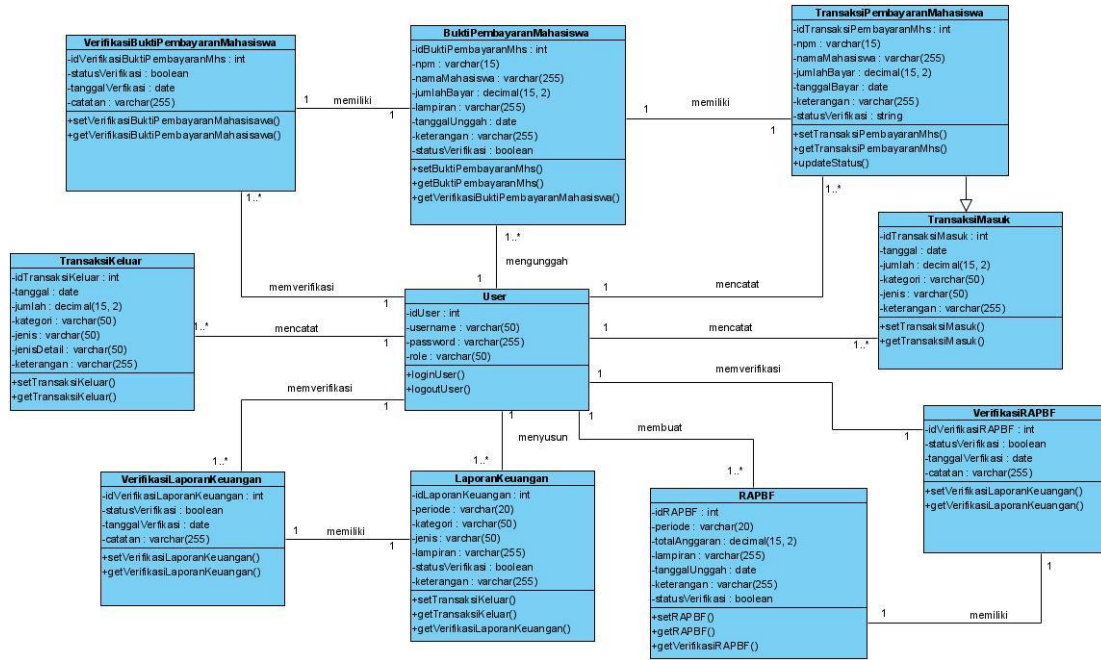 VerifikasiBuktiPembayaranMahasiswa
-idVerifikasiBuktiPembayaranMhs : int
-statusVerifikasi : boolean
-tanggalVerfikasi : date
-catatan : varchar(255)
+setVerifikasiBuktiPembayaranMahasisawa()
+getVerifikasiBuktiPembayaranMahasiswa()
1 memiliki 1
BuktiPembayaranMahasiswa
-idBuktiPembayaranMhs : int
-npm : varchar(15)
-namaMahasiswa : varchar(255)
-jumlahBayar : decimal(15, 2)
-lampiran : varchar(255)
-tanggalUnggah : date
-keterangan : varchar(255)
-statusVerifikasi : boolean
+setBuktiPembayaranMhs()
+getBuktiPembayaranMhs()
+getVerifikasiBuktiPembayaranMahasiswa()
1 memiliki 1
TransaksiPembayaranMahasiswa
-idTransaksiPembayaranMhs : int
-npm : varchar(15)
-namaMahasiswa : varchar(255)
-jumlahBayar : decimal(15, 2)
-tanggalBayar : date
-keterangan : varchar(255)
-statusVerifikasi : string
+setTransaksiPembayaranMhs()
+getTransaksiPembayaranMhs()
+updateStatus()
1..*
1..*
1..*
mengunggah
1
TransaksiMasuk
-idTransaksiMasuk : int
-tanggal : date
-jumlah : decimal(15, 2)
-kategori : varchar(50)
-jenis : varchar(50)
-keterangan : varchar(255)
+setTransaksiMasuk()
+getTransaksiMasuk()
TransaksiKeluar
-idTransaksiKeluar : int
-tanggal : date
-jumlah : decimal(15, 2)
-kategori : varchar(50)
-jenis : varchar(50)
-jenisDetail : varchar(50)
-keterangan : varchar(255)
+setTransaksiKeluar()
+getTransaksiKeluar()
memverifikasi 1
1..* mencatat 1
User
-idUser : int
-username : varchar(50)
-password : varchar(255)
-role : varchar(50)
+loginUser()
+logoutUser()
1 mencatat
1 mencatat 1..*
memverifikasi
1 1
memverifikasi 1
1..*
1
menyusun
1..*
1
membuat
1..*
VerifikasiRAPBF
-idVerifikasiRAPBF : int
-statusVerifikasi : boolean
-tanggalVerfikasi : date
-catatan : varchar(255)
+setVerifikasiLaporanKeuangan()
+getVerifikasiLaporanKeuangan()
VerifikasiLaporanKeuangan
-idVerifikasiLaporanKeuangan : int
-statusVerifikasi : boolean
-tanggalVerfikasi : date
-catatan : varchar(255)
+setVerifikasiLaporanKeuangan()
+getVerifikasiLaporanKeuangan()
1 memiliki 1
LaporanKeuangan
-idLaporanKeuangan : int
-periode : varchar(20)
-kategori : varchar(50)
-jenis : varchar(50)
-lampiran : varchar(255)
-statusVerifikasi : boolean
-keterangan : varchar(255)
+setTransaksiKeluar()
+getTransaksiKeluar()
+getVerifikasiLaporanKeuangan()
RAPBF
-idRAPBF : int
-periode : varchar(20)
-totalAnggaran : decimal(15, 2)
-lampiran : varchar(255)
-tanggalUnggah : date
-keterangan : varchar(255)
-statusVerifikasi : boolean
+setRAPBF()
+getRAPBF()
+getVerifikasiRAPBF()
1 memiliki 1